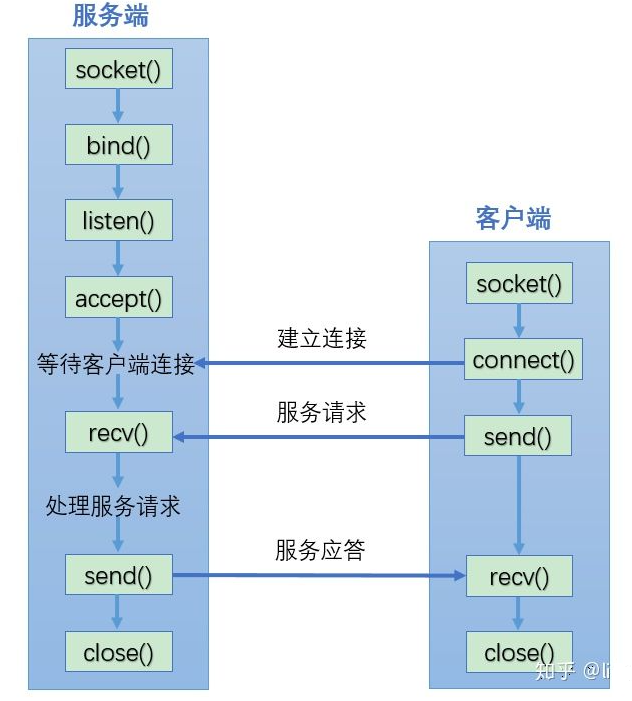 服务端
socket()
bind()
listen()
accept()
等待客户端连接
recv()
处理服务请求
send()
close()
建立连接
服务请求
服务应答
客户端
socket()
connect()
send()
recv()
close()
知乎 @li